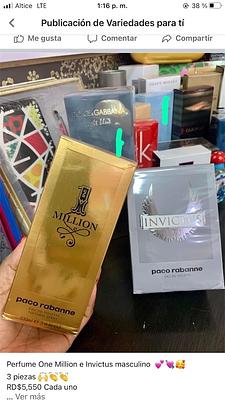 Altice LTE 1:16 p. m. 38 %
Publicación de Variedades para tí
Me gusta Comentar Compartir
DOLCE & GABBANA
1
MILLION
paco rabanne
INVICTUS
paco rabanne
Perfume One Million e Invictus masculino 💕💘🥰
3 piezas 🙌👏👏
RD$5,550 Cada uno
... Ver más